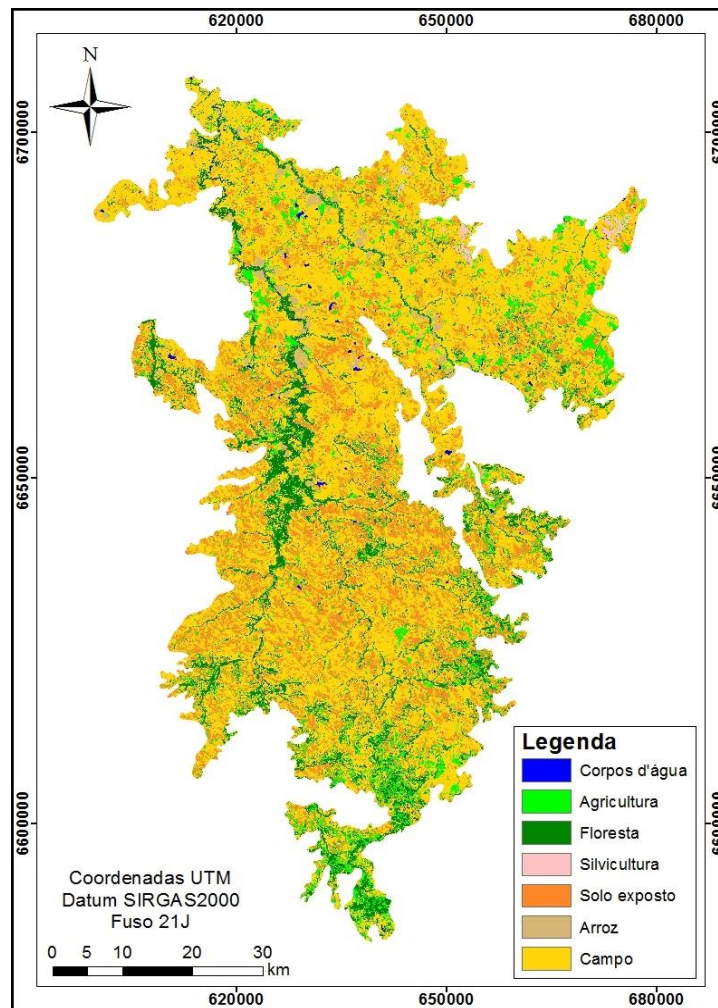 620000 650000 680000
N
6700000
6700000
6650000
6650000
6600000
6600000
Legenda
Corpos d'água
Agricultura
Floresta
Silvicultura
Solo exposto
Arroz
Campo
Coordenadas UTM
Datum SIRGAS2000
Fuso 21J
0 5 10 20 30
km
620000 650000 680000